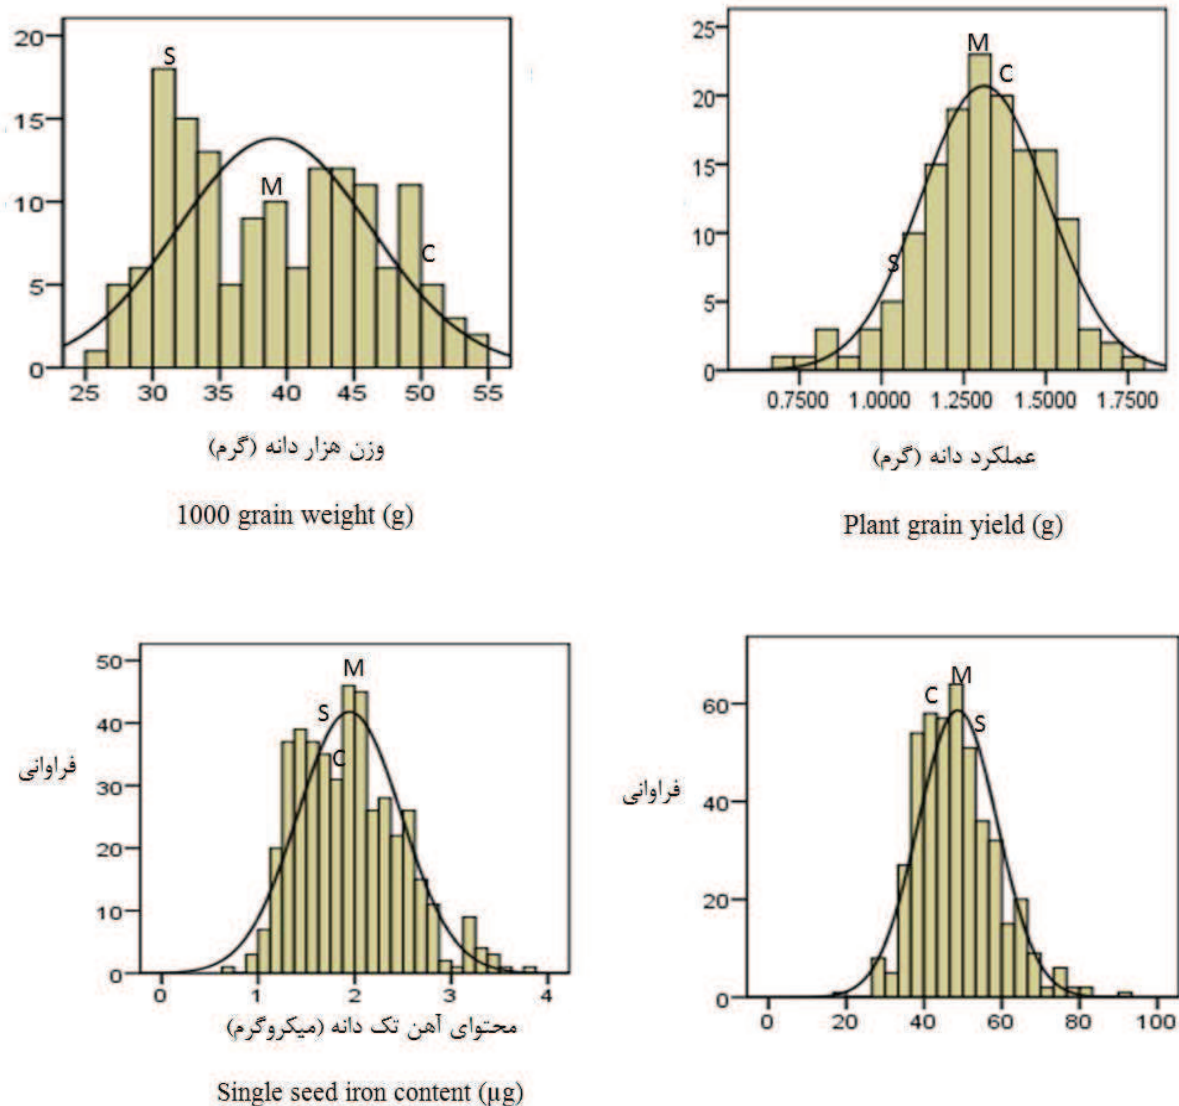 20
15
10
5
0
S
M
C
25 30 35 40 45 50 55
وزن هزار دانه (گرم)
1000 grain weight (g)
25
20
15
10
5
0
M
C
S
0.7500 1.0000 1.2500 1.5000 1.7500
عملکرد دانه (گرم)
Plant grain yield (g)
فراوانی
50
40
30
20
10
0
M
S
C
0 1 2 3 4
محتوای آهن تک دانه (میکروگرم)
Single seed iron content (µg)
فراوانی
60
40
20
0
M
C
S
0 20 40 60 80 100